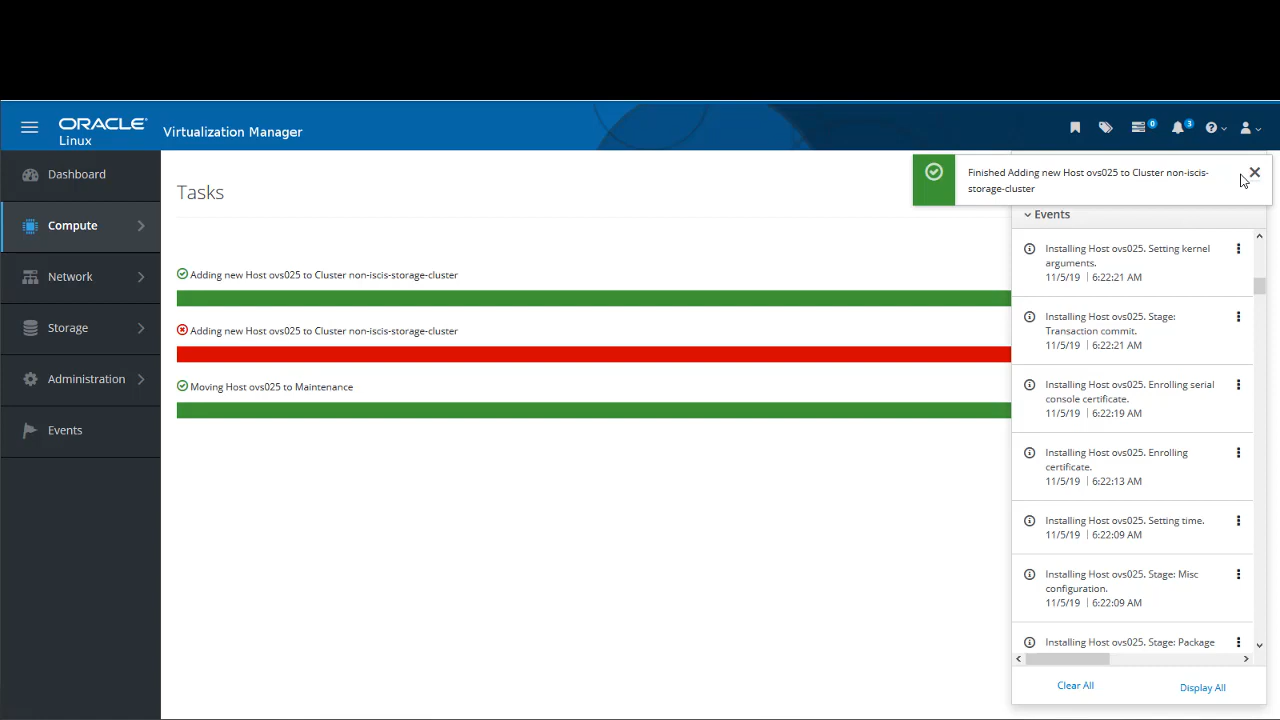 ORACLE
Linux
Virtualization Manager
0
3
Dashboard
Compute
Network
Storage
Administration
Events
Tasks
Adding new Host ovs025 to Cluster non-iscis-storage-cluster
Adding new Host ovs025 to Cluster non-iscis-storage-cluster
Moving Host ovs025 to Maintenance
Finished Adding new Host ovs025 to Cluster non-iscis-
storage-cluster
Events
Installing Host ovs025. Setting kernel
arguments.
11/5/19 | 6:22:21 AM
Installing Host ovs025. Stage:
Transaction commit.
11/5/19 | 6:22:21 AM
Installing Host ovs025. Enrolling serial
console certificate.
11/5/19 | 6:22:19 AM
Installing Host ovs025. Enrolling
certificate.
11/5/19 | 6:22:13 AM
Installing Host ovs025. Setting time.
11/5/19 | 6:22:09 AM
Installing Host ovs025. Stage: Misc
configuration.
11/5/19 | 6:22:09 AM
Installing Host ovs025. Stage: Package
Clear All
Display All